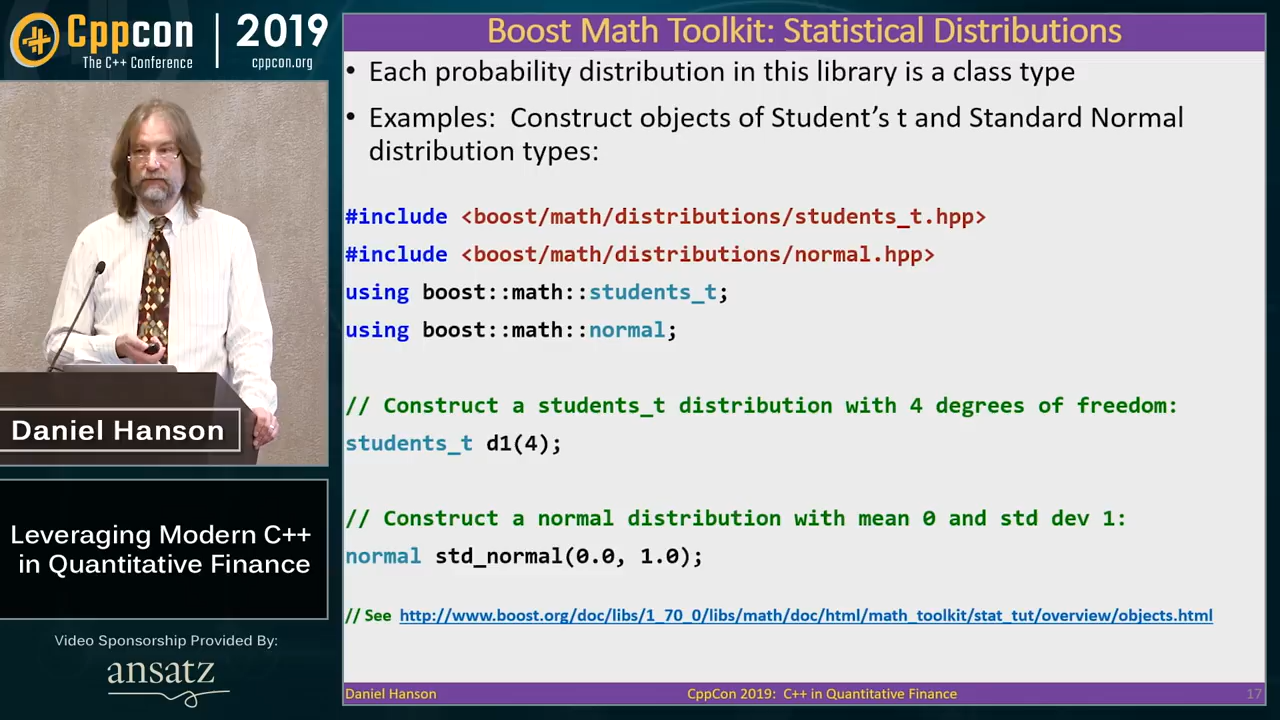 Cppcon
The C++ Conference
2019
cppcon.org
Daniel Hanson
Leveraging Modern C++
in Quantitative Finance
Video Sponsorship Provided By:
ansatz
Boost Math Toolkit: Statistical Distributions
• Each probability distribution in this library is a class type
• Examples: Construct objects of Student’s t and Standard Normal
distribution types:
#include <boost/math/distributions/students_t.hpp>
#include <boost/math/distributions/normal.hpp>
using boost::math::students_t;
using boost::math::normal;
// Construct a students_t distribution with 4 degrees of freedom:
students_t d1(4);
// Construct a normal distribution with mean 0 and std dev 1:
normal std_normal(0.0, 1.0);
// See http://www.boost.org/doc/libs/1_70_0/libs/math/doc/html/math_toolkit/stat_tut/overview/objects.html
Daniel Hanson
CppCon 2019: C++ in Quantitative Finance
17